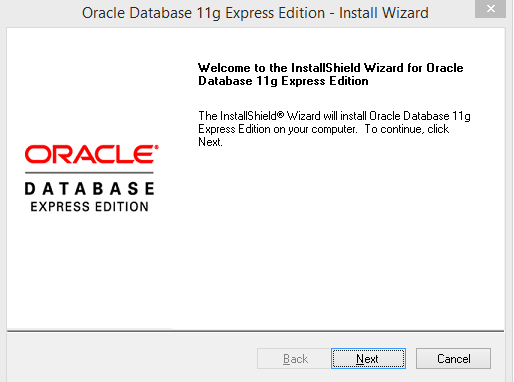 Oracle Database 11g Express Edition - Install Wizard
Welcome to the InstallShield Wizard for Oracle
Database 11g Express Edition
The InstallShield® Wizard will install Oracle Database 11g
Express Edition on your computer. To continue, click
Next.
ORACLE®
DATABASE
EXPRESS EDITION
Back
Next
Cancel